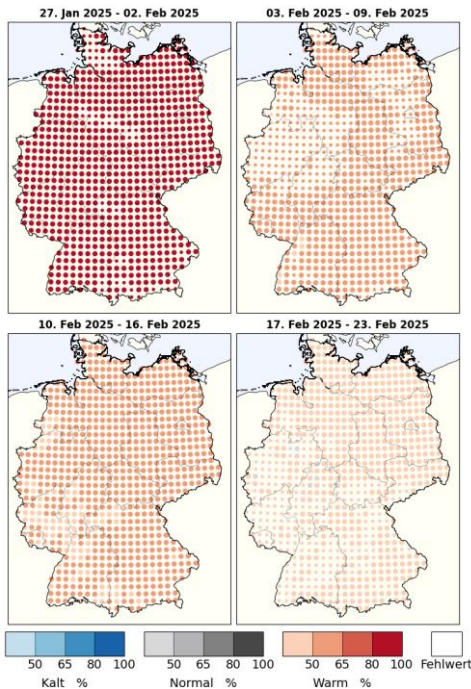 27. Jan 2025 - 02. Feb 2025
03. Feb 2025 - 09. Feb 2025
10. Feb 2025 - 16. Feb 2025
17. Feb 2025 - 23. Feb 2025
50 65 80 100
50 65 80 100
50 65 80 100
Fehlwert
Kalt %
Normal %
Warm %